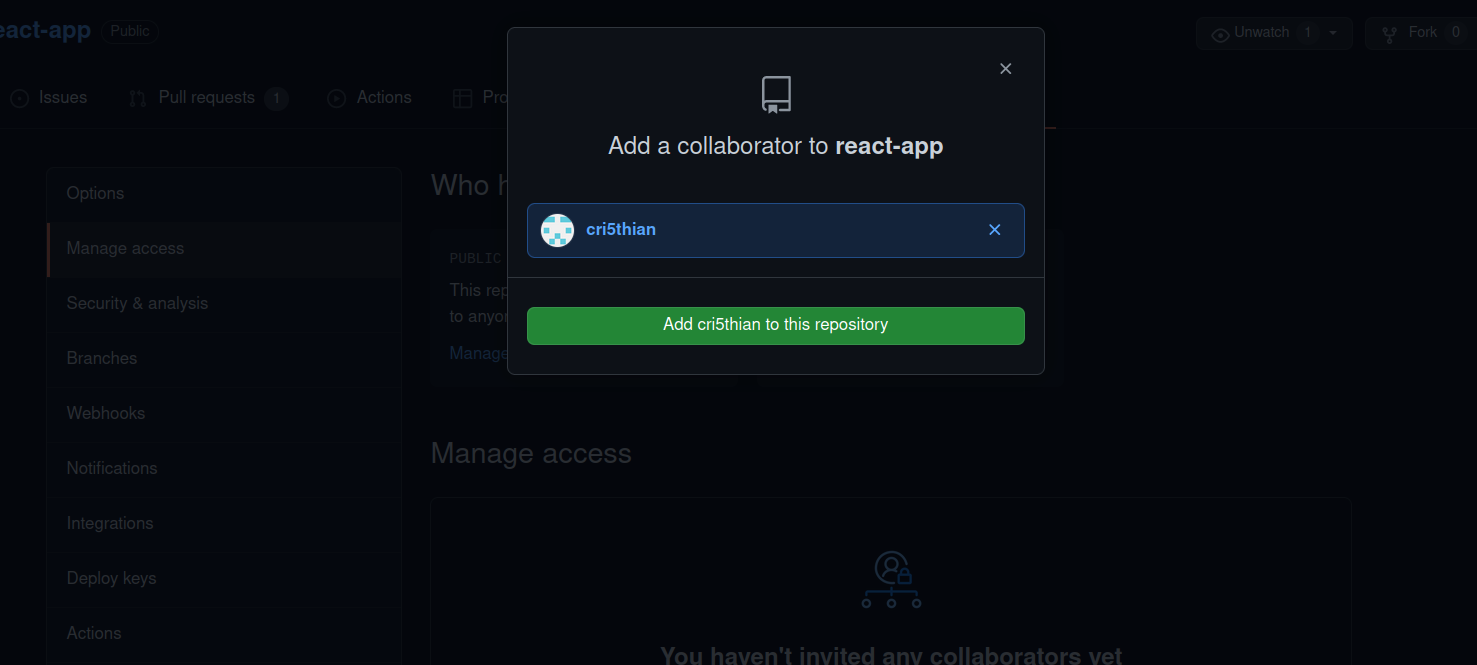 eact-app Public
Unwatch 1
Fork 0
Issues
Pull requests 1
Actions
Pro
Add a collaborator to react-app
cri5thian
Add cri5thian to this repository
Options
Manage access
Security & analysis
Branches
Webhooks
Notifications
Integrations
Deploy keys
Actions
Who h
PUBLIC
This rep
to anyon
Manage
Manage access
You haven't invited any collaborators yet